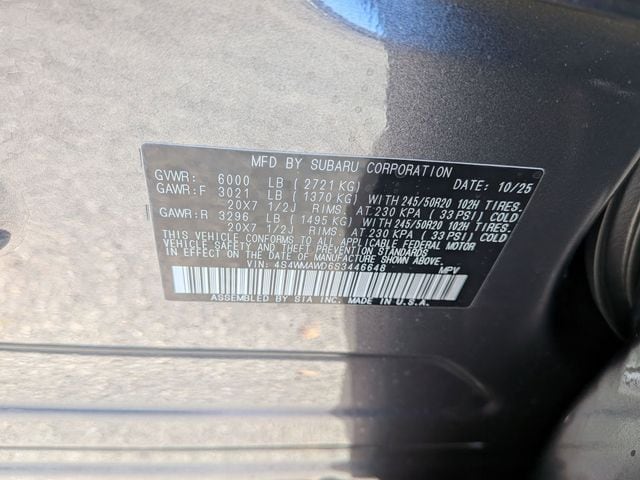 MFD BY SUBARU CORPORATION
GVWR: 6000 LB (2721 KG) DATE: 10/25
GAWR:F 3021 LB (1370 KG) WITH 245/50R20 102H TIRES
20X7 1/2J RIMS. AT 230 KPA (33 PSI) COLD
GAWR:R 3296 LB (1495 KG) WITH 245/50R20 102H TIRES
20X7 1/2J RIMS. AT 230 KPA (33 PSI) COLD
THIS VEHICLE CONFORMS TO ALL APPLICABLE FEDERAL MOTOR
VEHICLE SAFETY, BUMPER, AND THEFT PREVENTION STANDARDS
IN EFFECT ON THE DATE OF MANUFACTURE SHOWN ABOVE.
VIN: 4S4WMAWD6S3446648 MPV
ASSEMBLED BY SIA INC. MADE IN U.S.A.